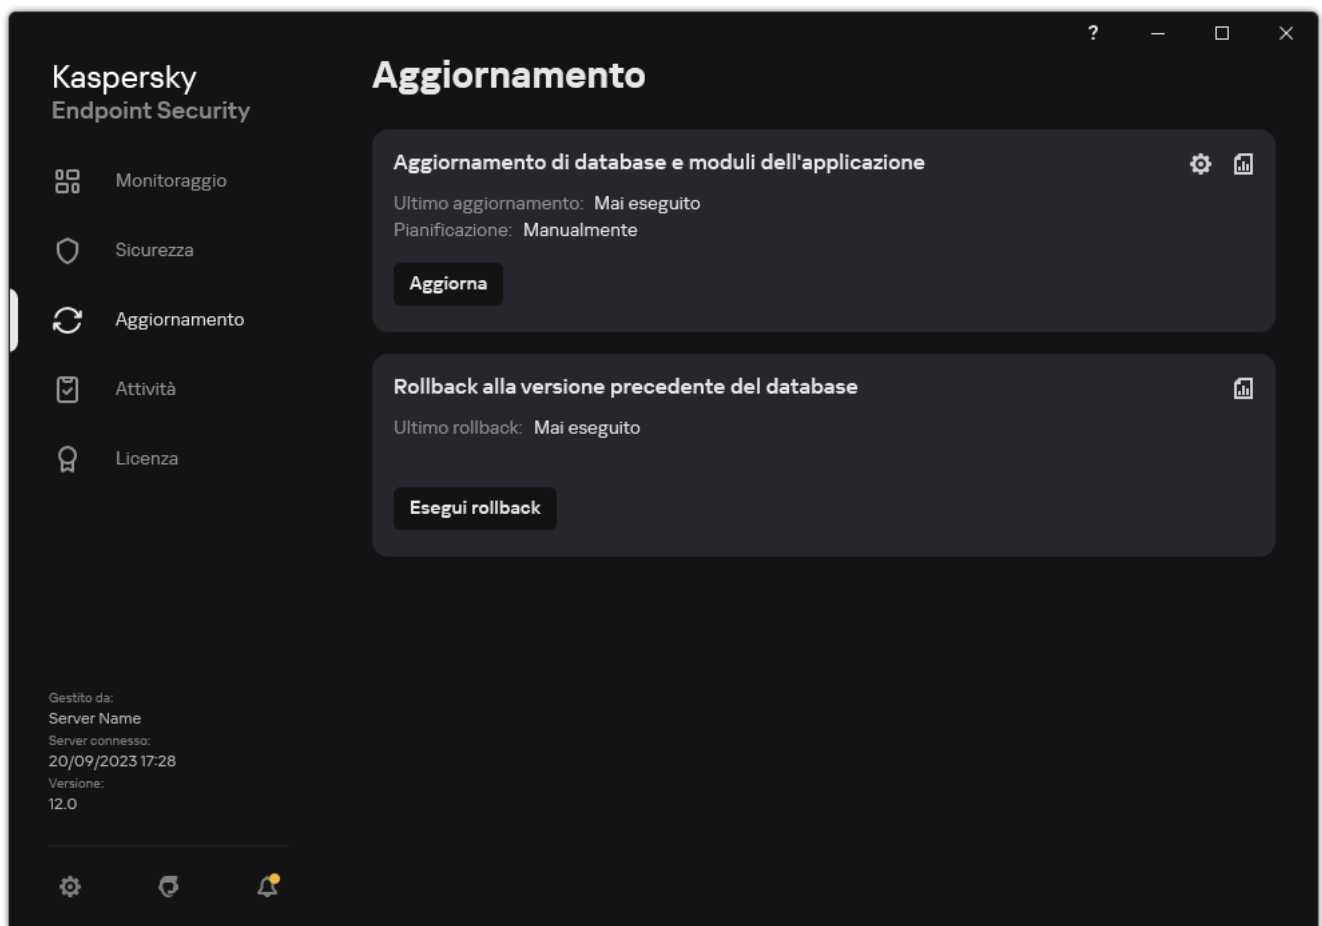 ?
Kaspersky
Endpoint Security
Monitoraggio
Sicurezza
Aggiornamento
Attività
Licenza
Gestito da:
Server Name
Server connesso:
20/09/2023 17:28
Versione:
12.0
Aggiornamento
Aggiornamento di database e moduli dell'applicazione
Ultimo aggiornamento: Mai eseguito
Pianificazione: Manualmente
Aggiorna
Rollback alla versione precedente del database
Ultimo rollback: Mai eseguito
Esegui rollback